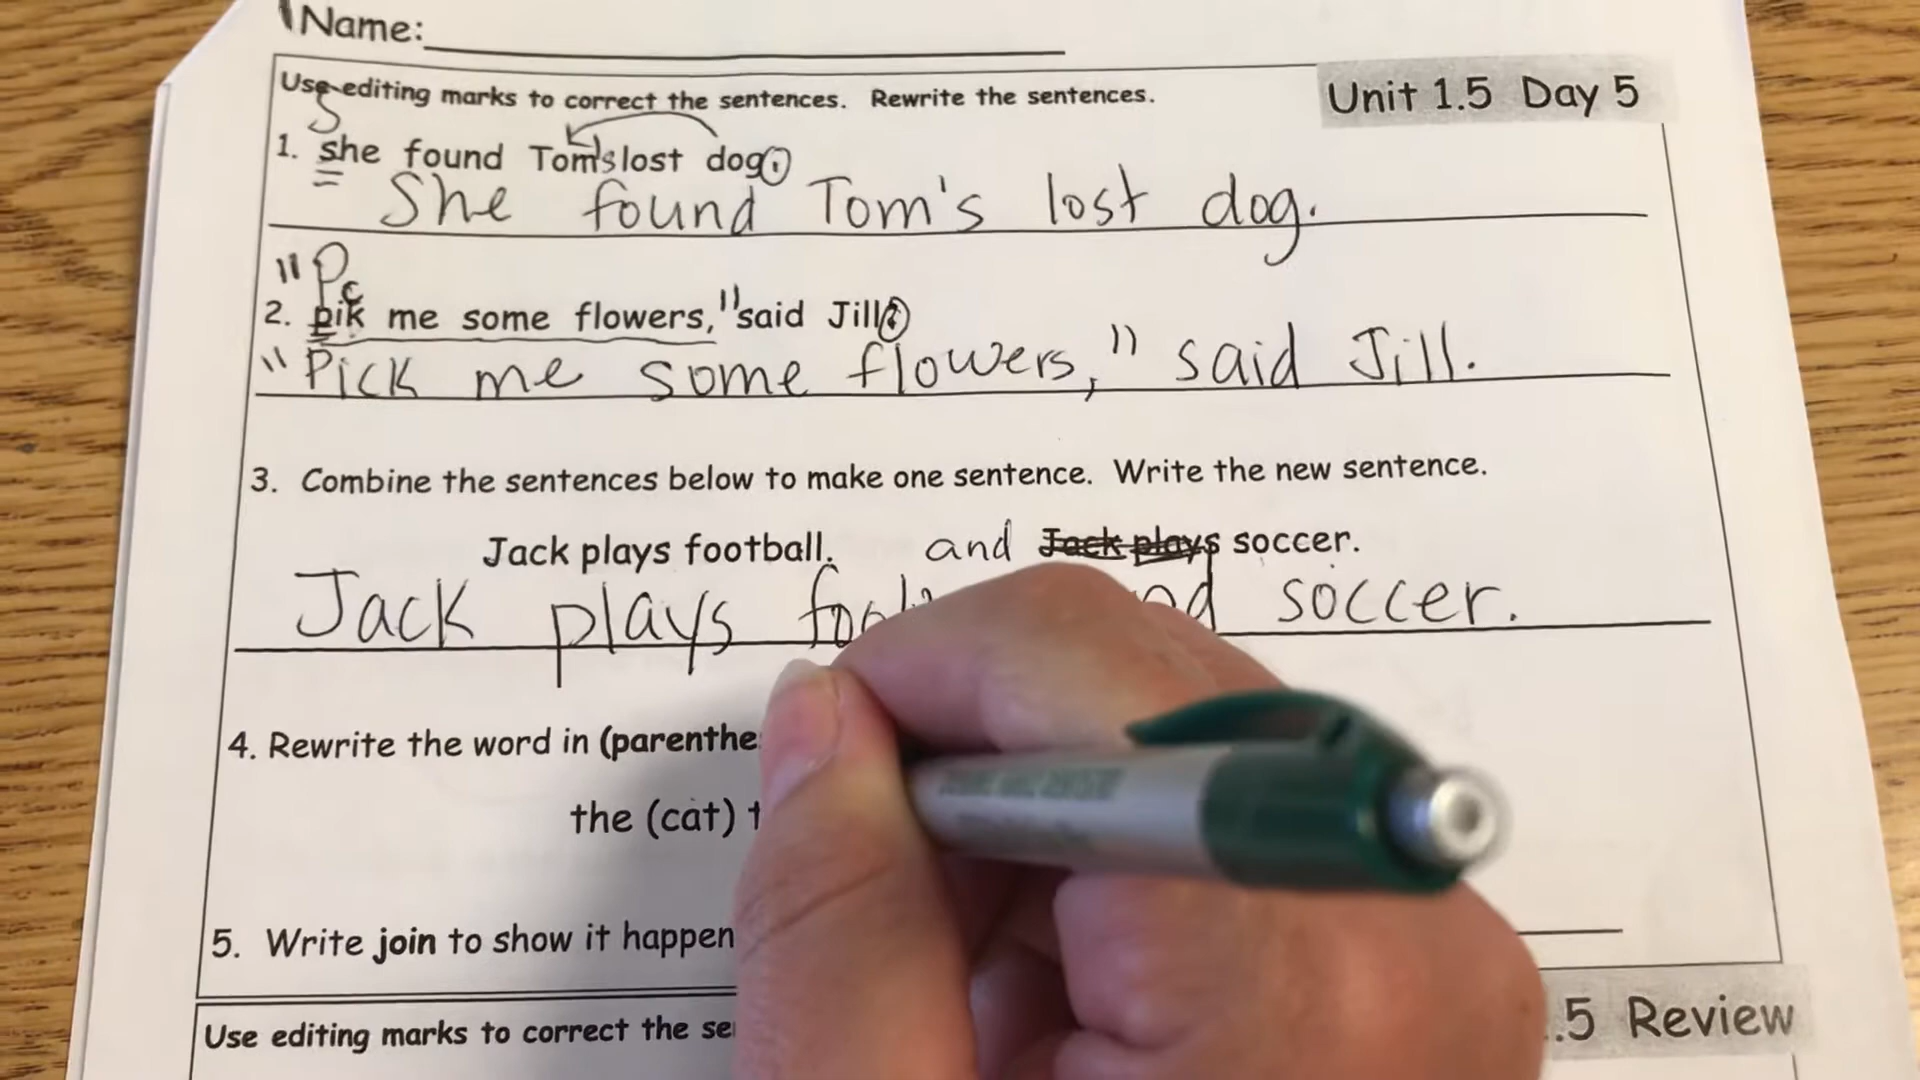 Name:
Use editing marks to correct the sentences. Rewrite the sentences.
Unit 1.5 Day 5
S
1. she found Tom's lost dog.
She found Tom's lost dog.
"P c
2. pik me some flowers," said Jill.
"Pick me some flowers," said Jill.
3. Combine the sentences below to make one sentence. Write the new sentence.
Jack plays football. and Jack plays soccer.
Jack plays soccer.
4. Rewrite the word in
the (cat)
5. Write join to show it
Use editing marks to correct the
.5 Review